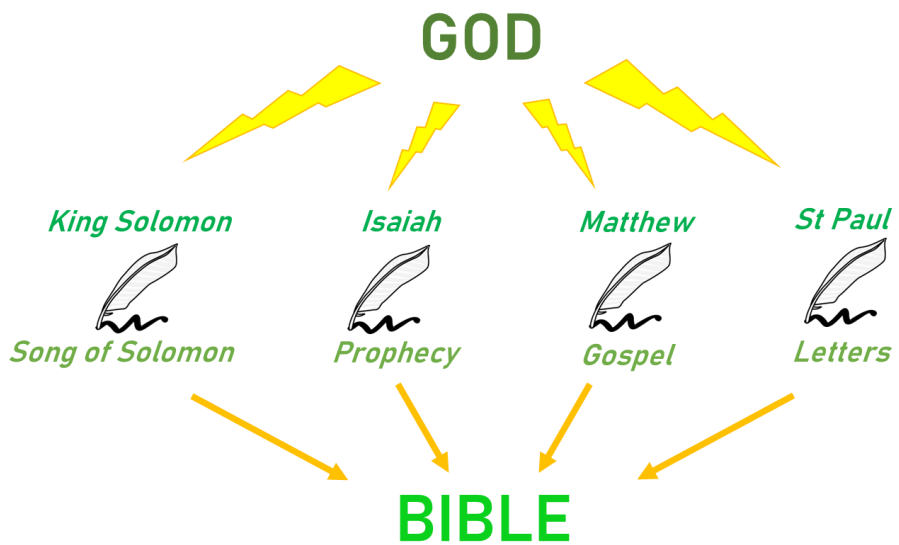 GOD
King Solomon
Isaiah
Matthew
St Paul
Song of Solomon
Prophecy
Gospel
Letters
BIBLE